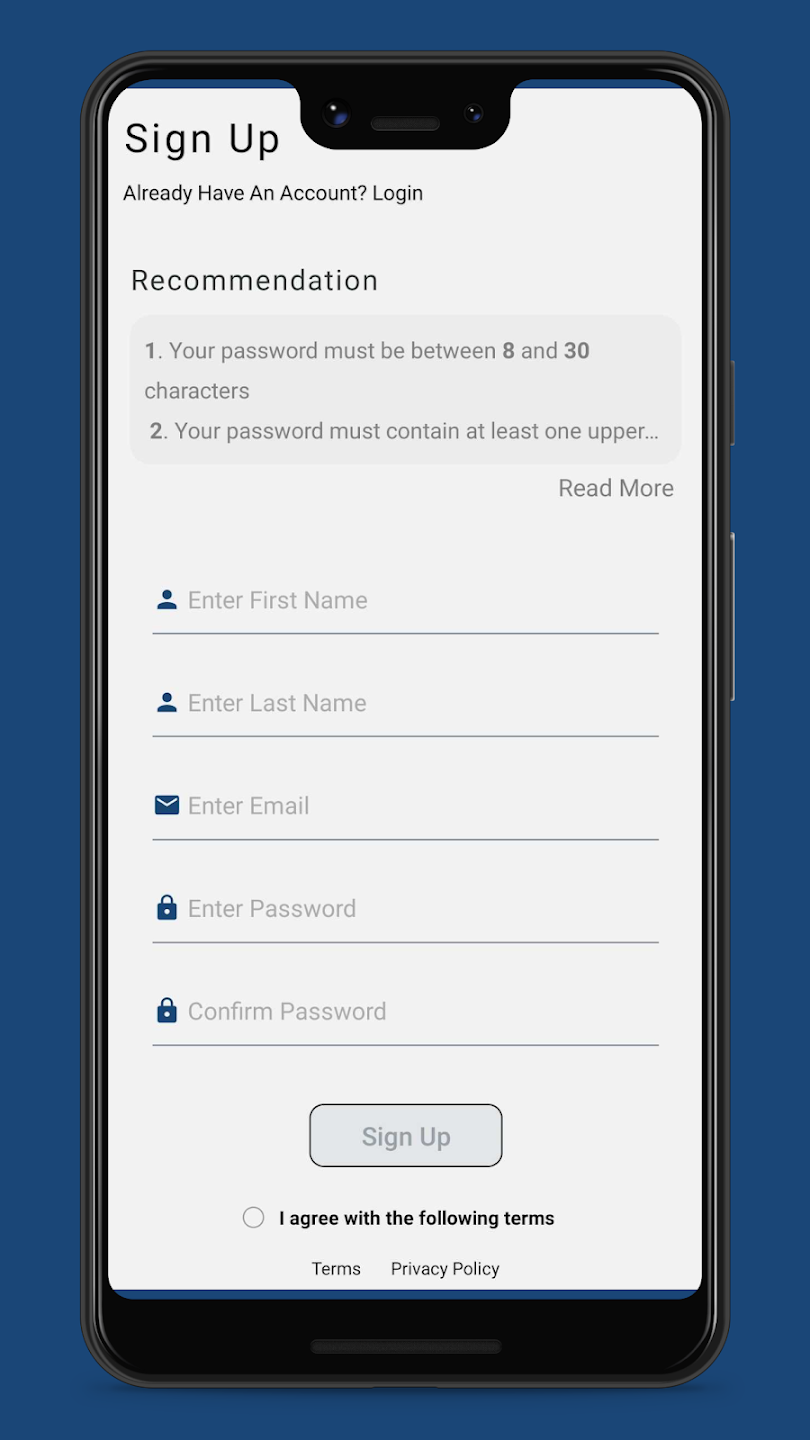 Sign Up
Already Have An Account? Login
Recommendation
1. Your password must be between 8 and 30
characters
2. Your password must contain at least one upper...
Read More
Enter First Name
Enter Last Name
Enter Email
Enter Password
Confirm Password
Sign Up
I agree with the following terms
Terms Privacy Policy